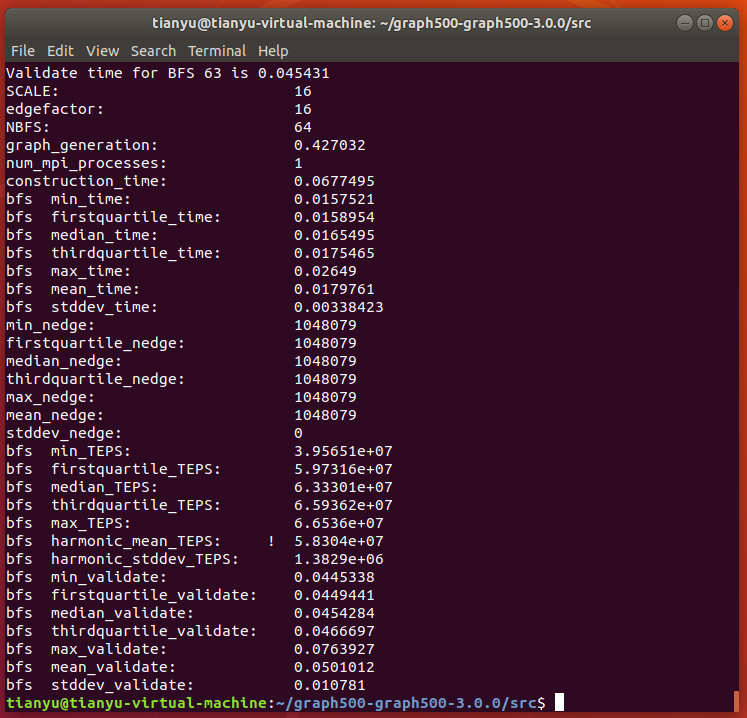 tianyu@tianyu-virtual-machine: ~/graph500-graph500-3.0.0/src
File Edit View Search Terminal Help
Validate time for BFS 63 is 0.045431
SCALE: 16
edgefactor: 16
NBFS: 64
graph_generation: 0.427032
num_mpi_processes: 1
construction_time: 0.0677495
bfs  min_time: 0.0157521
bfs  firstquartile_time: 0.0158954
bfs  median_time: 0.0165495
bfs  thirdquartile_time: 0.0175465
bfs  max_time: 0.02649
bfs  mean_time: 0.0179761
bfs  stddev_time: 0.00338423
min_nedge: 1048079
firstquartile_nedge: 1048079
median_nedge: 1048079
thirdquartile_nedge: 1048079
max_nedge: 1048079
mean_nedge: 1048079
stddev_nedge: 0
bfs  min_TEPS: 3.95651e+07
bfs  firstquartile_TEPS: 5.97316e+07
bfs  median_TEPS: 6.33301e+07
bfs  thirdquartile_TEPS: 6.59362e+07
bfs  max_TEPS: 6.6536e+07
bfs  harmonic_mean_TEPS: ! 5.8304e+07
bfs  harmonic_stddev_TEPS: 1.3829e+06
bfs  min_validate: 0.0445338
bfs  firstquartile_validate: 0.0449441
bfs  median_validate: 0.0454284
bfs  thirdquartile_validate: 0.0466697
bfs  max_validate: 0.0763927
bfs  mean_validate: 0.0501012
bfs  stddev_validate: 0.010781
tianyu@tianyu-virtual-machine:~/graph500-graph500-3.0.0/src$